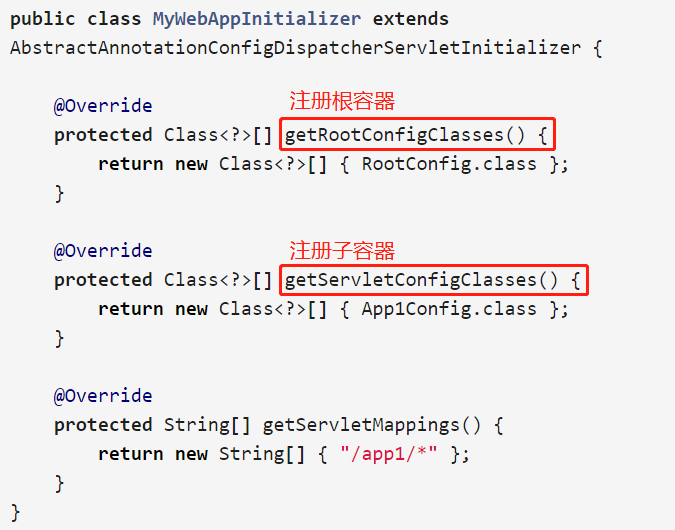 public class MyWebAppInitializer extends
AbstractAnnotationConfigDispatcherServletInitializer {
@Override
注册根容器
protected Class<?>[] getRootConfigClasses() {
return new Class<?>[] { RootConfig.class };
}
@Override
注册子容器
protected Class<?>[] getServletConfigClasses() {
return new Class<?>[] { App1Config.class };
}
@Override
protected String[] getServletMappings() {
return new String[] { "/app1/*" };
}
}